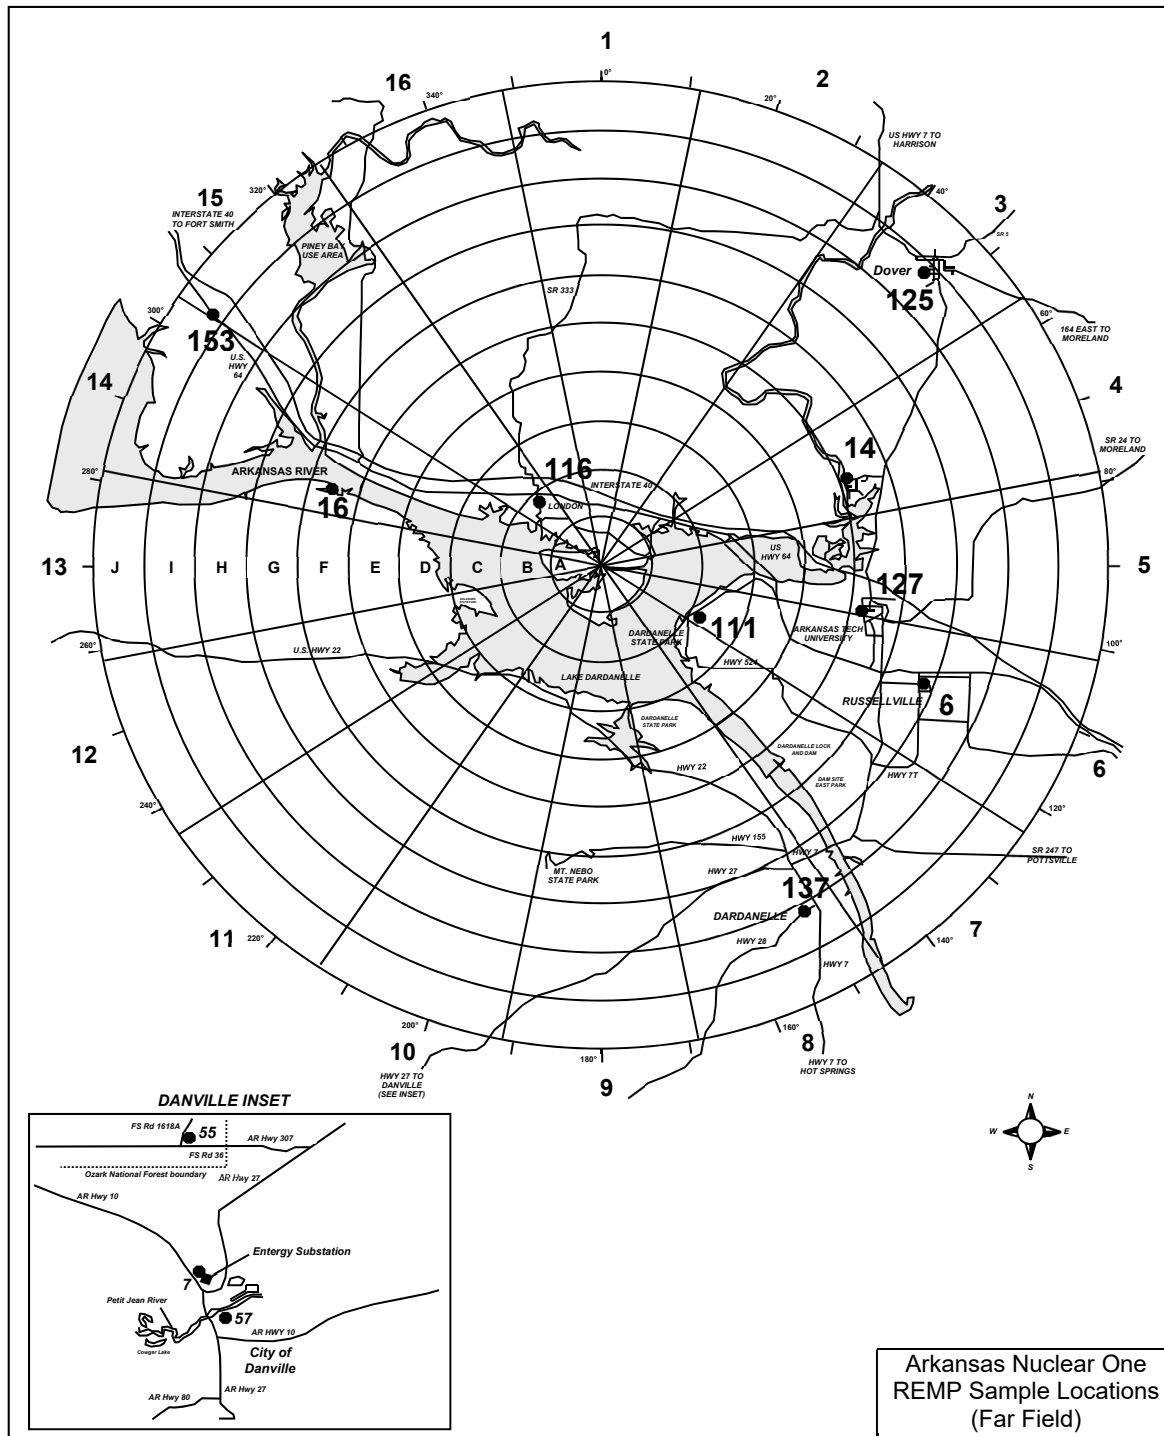 1
16
2
0°
340°
20°
US HWY 7 TO
HARRISON
15
320°
40°
3
SR 5
INTERSTATE 40
TO FORT SMITH
PINEY BAY
USE AREA
Dover
125
SR 333
300°
60°
153
164 EAST TO
MORELAND
U.S.
HWY
64
14
4
SR 24 TO
MORELAND
280°
80°
ARKANSAS RIVER
16
116
INTERSTATE 40
14
LONDON
US
HWY 64
13
J
I
H
G
F
E
D
C
B
A
5
127
111
DARDANELLE
STATE PARK
ARKANSAS TECH
UNIVERSITY
260°
100°
U.S. HWY 22
HWY 524
LAKE DARDANELLE
RUSSELLVILLE
6
DARDANELLE
STATE PARK
12
DARDANELLE LOCK
AND DAM
HWY 22
HWY 7T
6
DAM SITE
EAST PARK
240°
120°
HWY 155
HWY 7
SR 247 TO
POTTSVILLE
MT. NEBO
STATE PARK
HWY 27
137
DARDANELLE
11
220°
HWY 28
140°
7
HWY 7
200°
160°
10
180°
8
HWY 27 TO
DANVILLE
(SEE INSET)
9
HWY 7 TO
HOT SPRINGS
N
W
E
S
DANVILLE INSET
FS Rd 1618A
55
AR Hwy 307
FS Rd 36
Ozark National Forest boundary
AR Hwy 27
AR Hwy 10
Entergy Substation
7
Petit Jean River
57
AR HWY 10
Cowger Lake
City of
Danville
AR Hwy 27
AR Hwy 80
Arkansas Nuclear One
REMP Sample Locations
(Far Field)